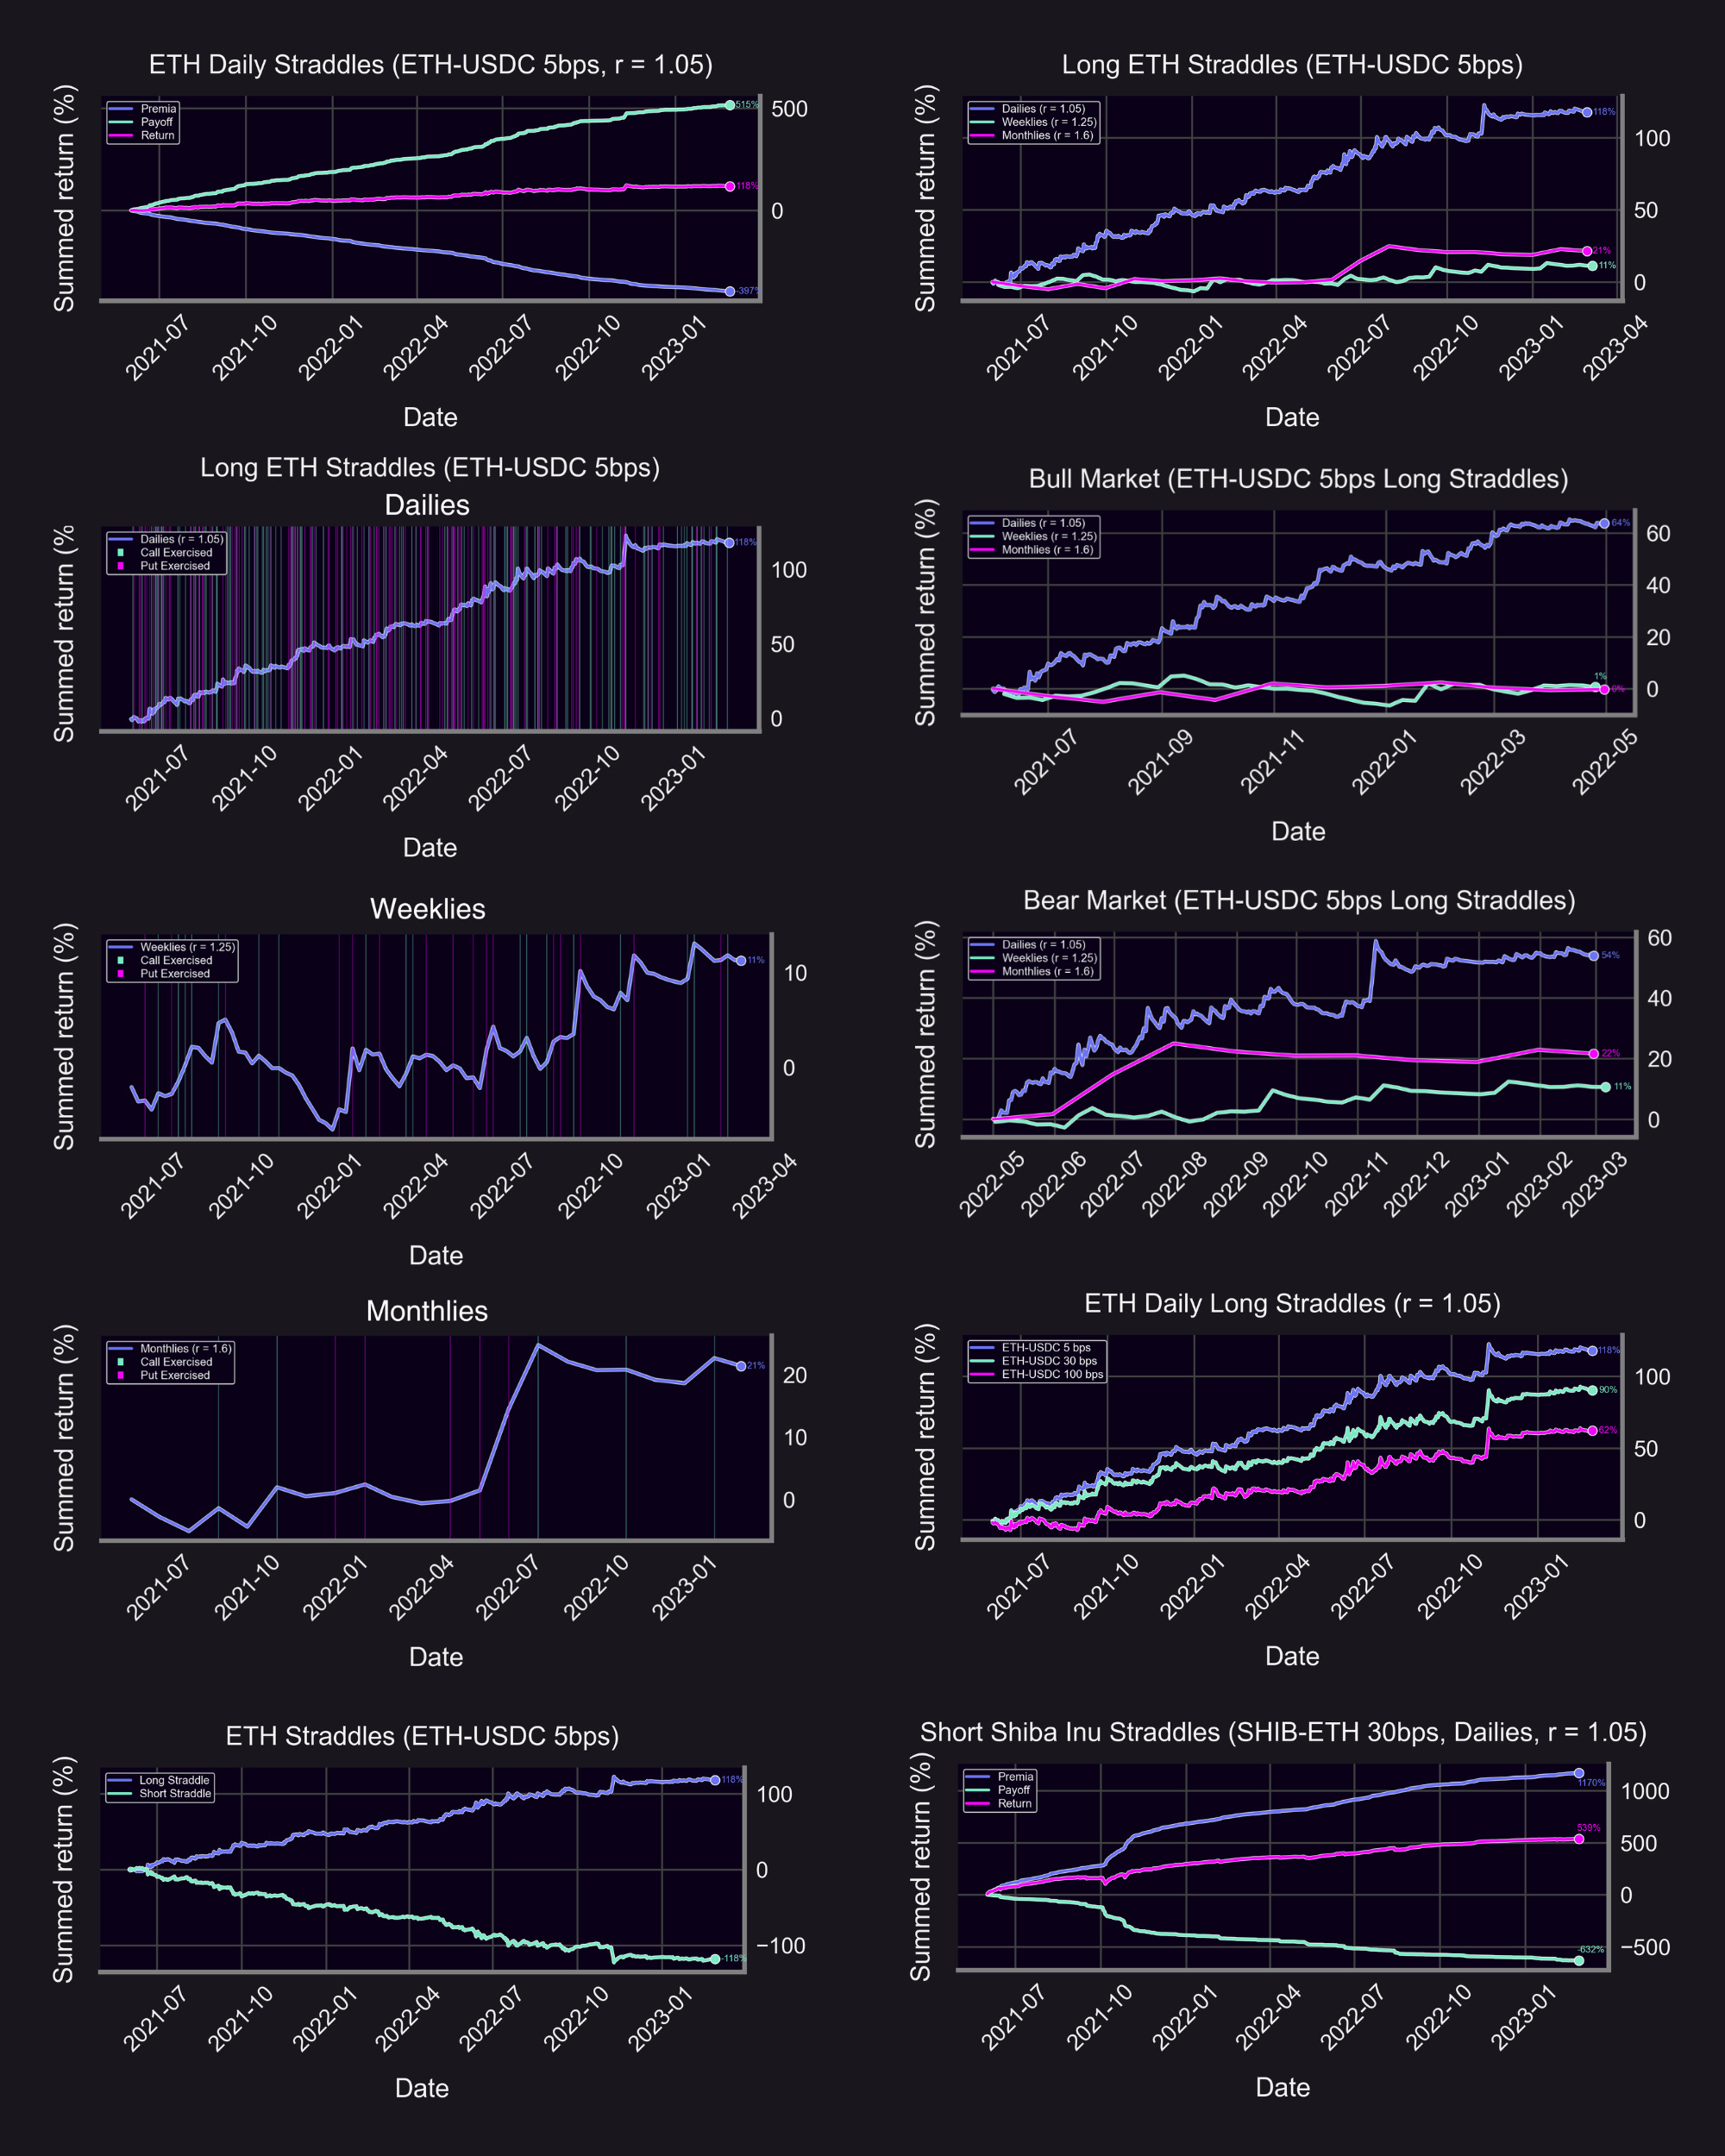 ETH Daily Straddles (ETH-USDC 5bps, r = 1.05)
Summed return (%)
Premia
Payoff
Return
515%
118%
-397%
500
0
2021-07
2021-10
2022-01
2022-04
2022-07
2022-10
2023-01
Date
Long ETH Straddles (ETH-USDC 5bps)
Summed return (%)
Dailies (r = 1.05)
Weeklies (r = 1.25)
Monthlies (r = 1.6)
118%
21%
11%
100
50
0
2021-07
2021-10
2022-01
2022-04
2022-07
2022-10
2023-01
2023-04
Date
Long ETH Straddles (ETH-USDC 5bps)
Dailies
Summed return (%
Dailies (r = 1.05)
Call Exercised
Put Exercised
118%
100
50
0
2021-07
2021-10
2022-01
2022-04
2022-07
2022-10
2023-01
Date
Bull Market (ETH-USDC 5bps Long Straddles)
Summed return (%)
Dailies (r = 1.05)
Weeklies (r = 1.25)
Monthlies (r = 1.6)
64%
1%
0%
60
40
20
0
2021-07
2021-09
2021-11
2022-01
2022-03
2022-05
Date
Weeklies
Summed return (%)
Weeklies (r = 1.25)
Call Exercised
Put Exercised
11%
10
0
2021-07
2021-10
2022-01
2022-04
2022-07
2022-10
2023-01
2023-04
Date
Bear Market (ETH-USDC 5bps Long Straddles)
Summed return (%)
Dailies (r = 1.05)
Weeklies (r = 1.25)
Monthlies (r = 1.6)
54%
22%
11%
60
40
20
0
2022-05
2022-06
2022-07
2022-08
2022-09
2022-10
2022-11
2022-12
2023-01
2023-02
2023-03
Monthlies
Summed return (%)
Monthlies (r = 1.6)
Call Exercised
Put Exercised
21%
20
10
0
2021-07
2021-10
2022-01
2022-04
2022-07
2022-10
2023-01
Date
ETH Daily Long Straddles (r = 1.05)
Summed return (%)
ETH-USDC 5 bps
ETH-USDC 30 bps
ETH-USDC 100 bps
118%
90%
62%
100
50
0
2021-07
2021-10
2022-01
2022-04
2022-07
2022-10
2023-01
Date
ETH Straddles (ETH-USDC 5bps)
Summed return (%)
Long Straddle
Short Straddle
118%
-118%
100
0
−100
2021-07
2021-10
2022-01
2022-04
2022-07
2022-10
2023-01
Date
Short Shiba Inu Straddles (SHIB-ETH 30bps, Dailies, r = 1.05)
Summed return (%)
Premia
Payoff
Return
1170%
539%
-632%
1000
500
0
−500
2021-07
2021-10
2022-01
2022-04
2022-07
2022-10
2023-01
Date